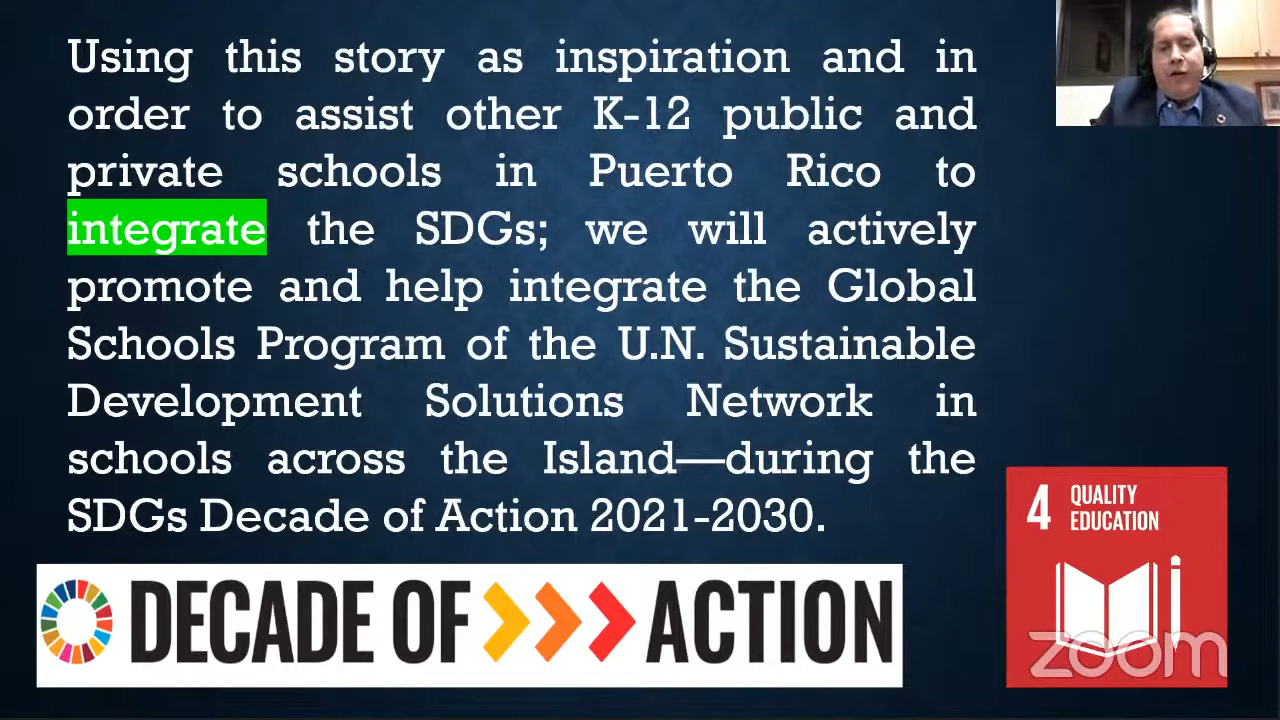 Using this story as inspiration and in
order to assist other K-12 public and
private schools in Puerto Rico to
integrate the SDGs; we will actively
promote and help integrate the Global
Schools Program of the U.N. Sustainable
Development Solutions Network in
schools across the Island—during the
SDGs Decade of Action 2021-2030.
4 QUALITY
EDUCATION
DECADE OF ACTION
zoom